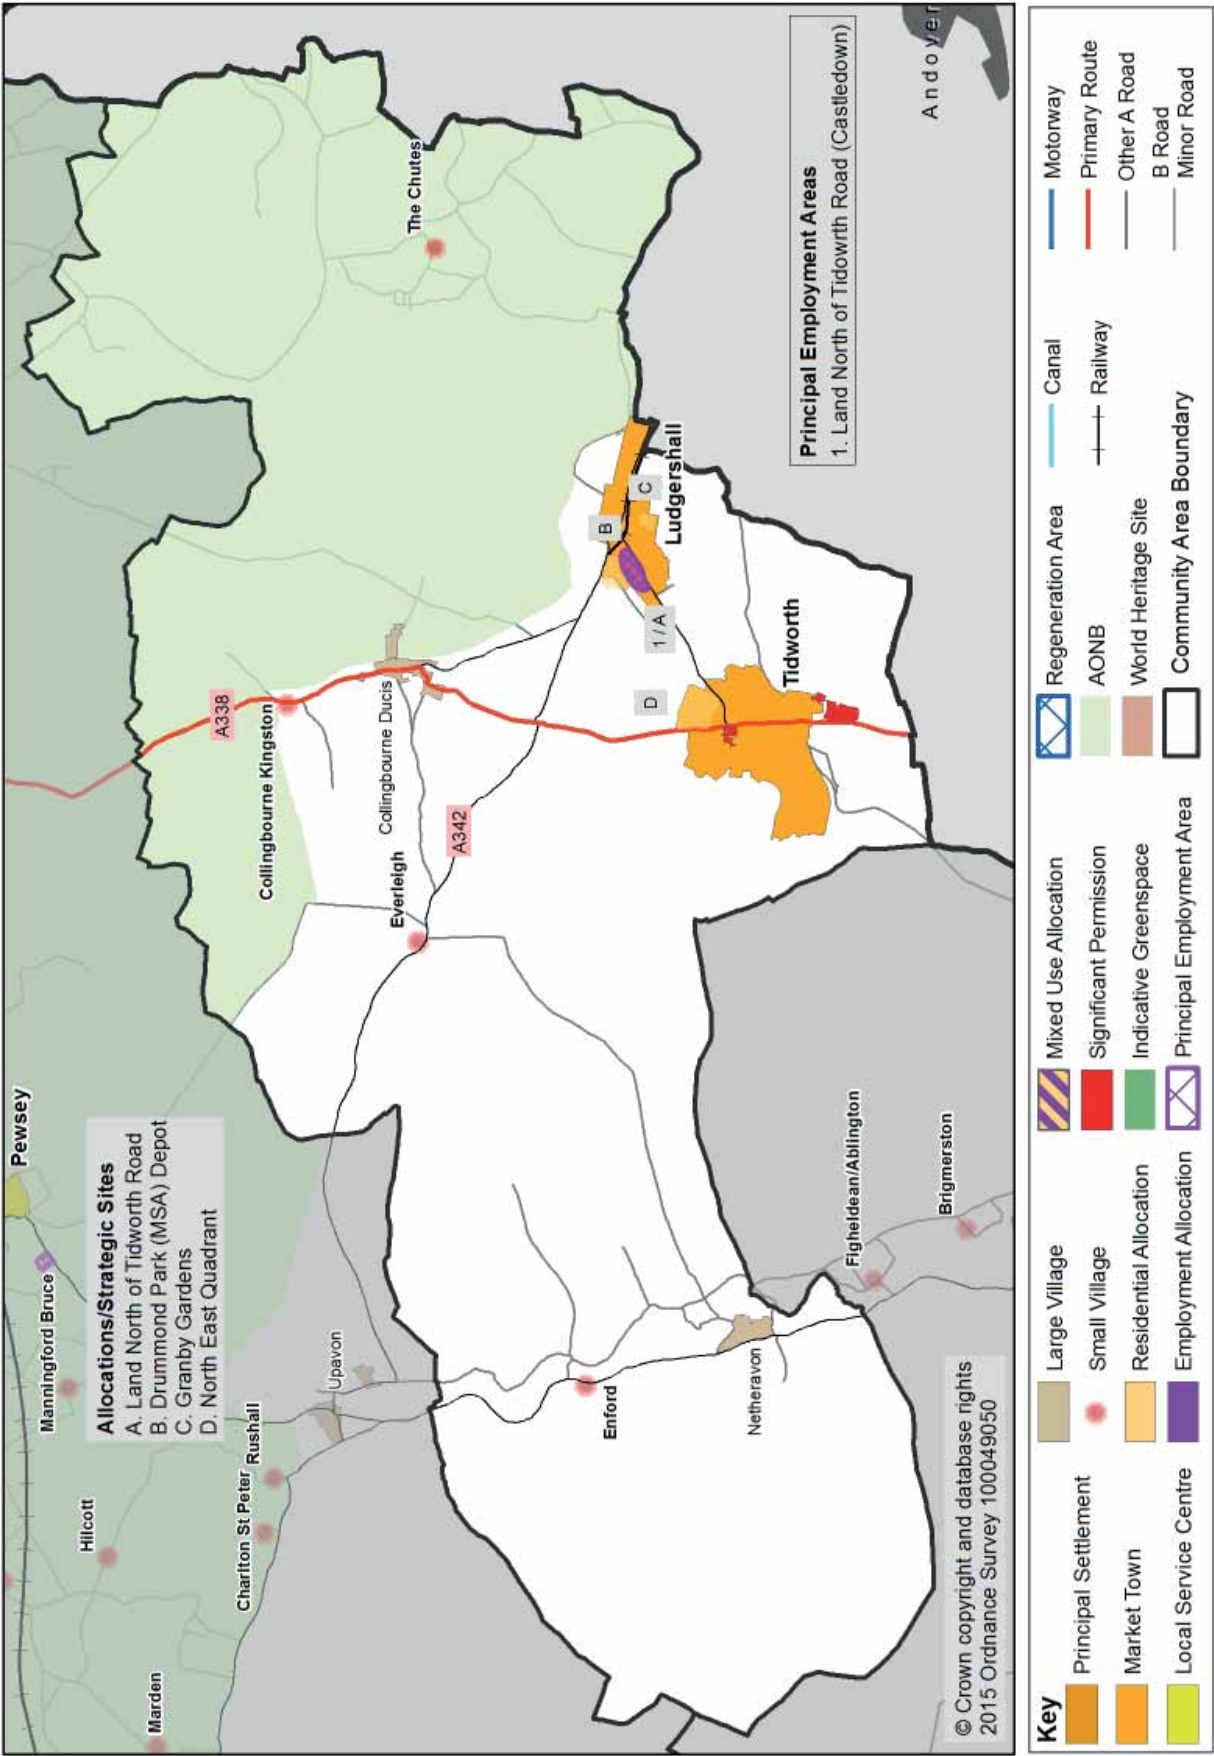 Pewsey
Manningford Bruce
Hilcott
Marden
Charlton St Peter
Rushall
Upavon
Allocations/Strategic Sites
A. Land North of Tidworth Road
B. Drummond Park (MSA) Depot
C. Granby Gardens
D. North East Quadrant
A338
Collingbourne Kingston
Collingbourne Ducis
Everleigh
A342
The Chutes
B
C
Ludgershall
1 / A
D
Tidworth
Enford
Netheravon
Figheldean/Ablington
Brigmerston
Andover
Principal Employment Areas
1. Land North of Tidowrth Road (Castledown)
© Crown copyright and database rights
2015 Ordnance Survey 100049050
Key
Principal Settlement
Market Town
Local Service Centre
Large Village
Small Village
Residential Allocation
Employment Allocation
Mixed Use Allocation
Significant Permission
Indicative Greenspace
Principal Employment Area
Regeneration Area
AONB
World Heritage Site
Community Area Boundary
Canal
Railway
Motorway
Primary Route
Other A Road
B Road
Minor Road